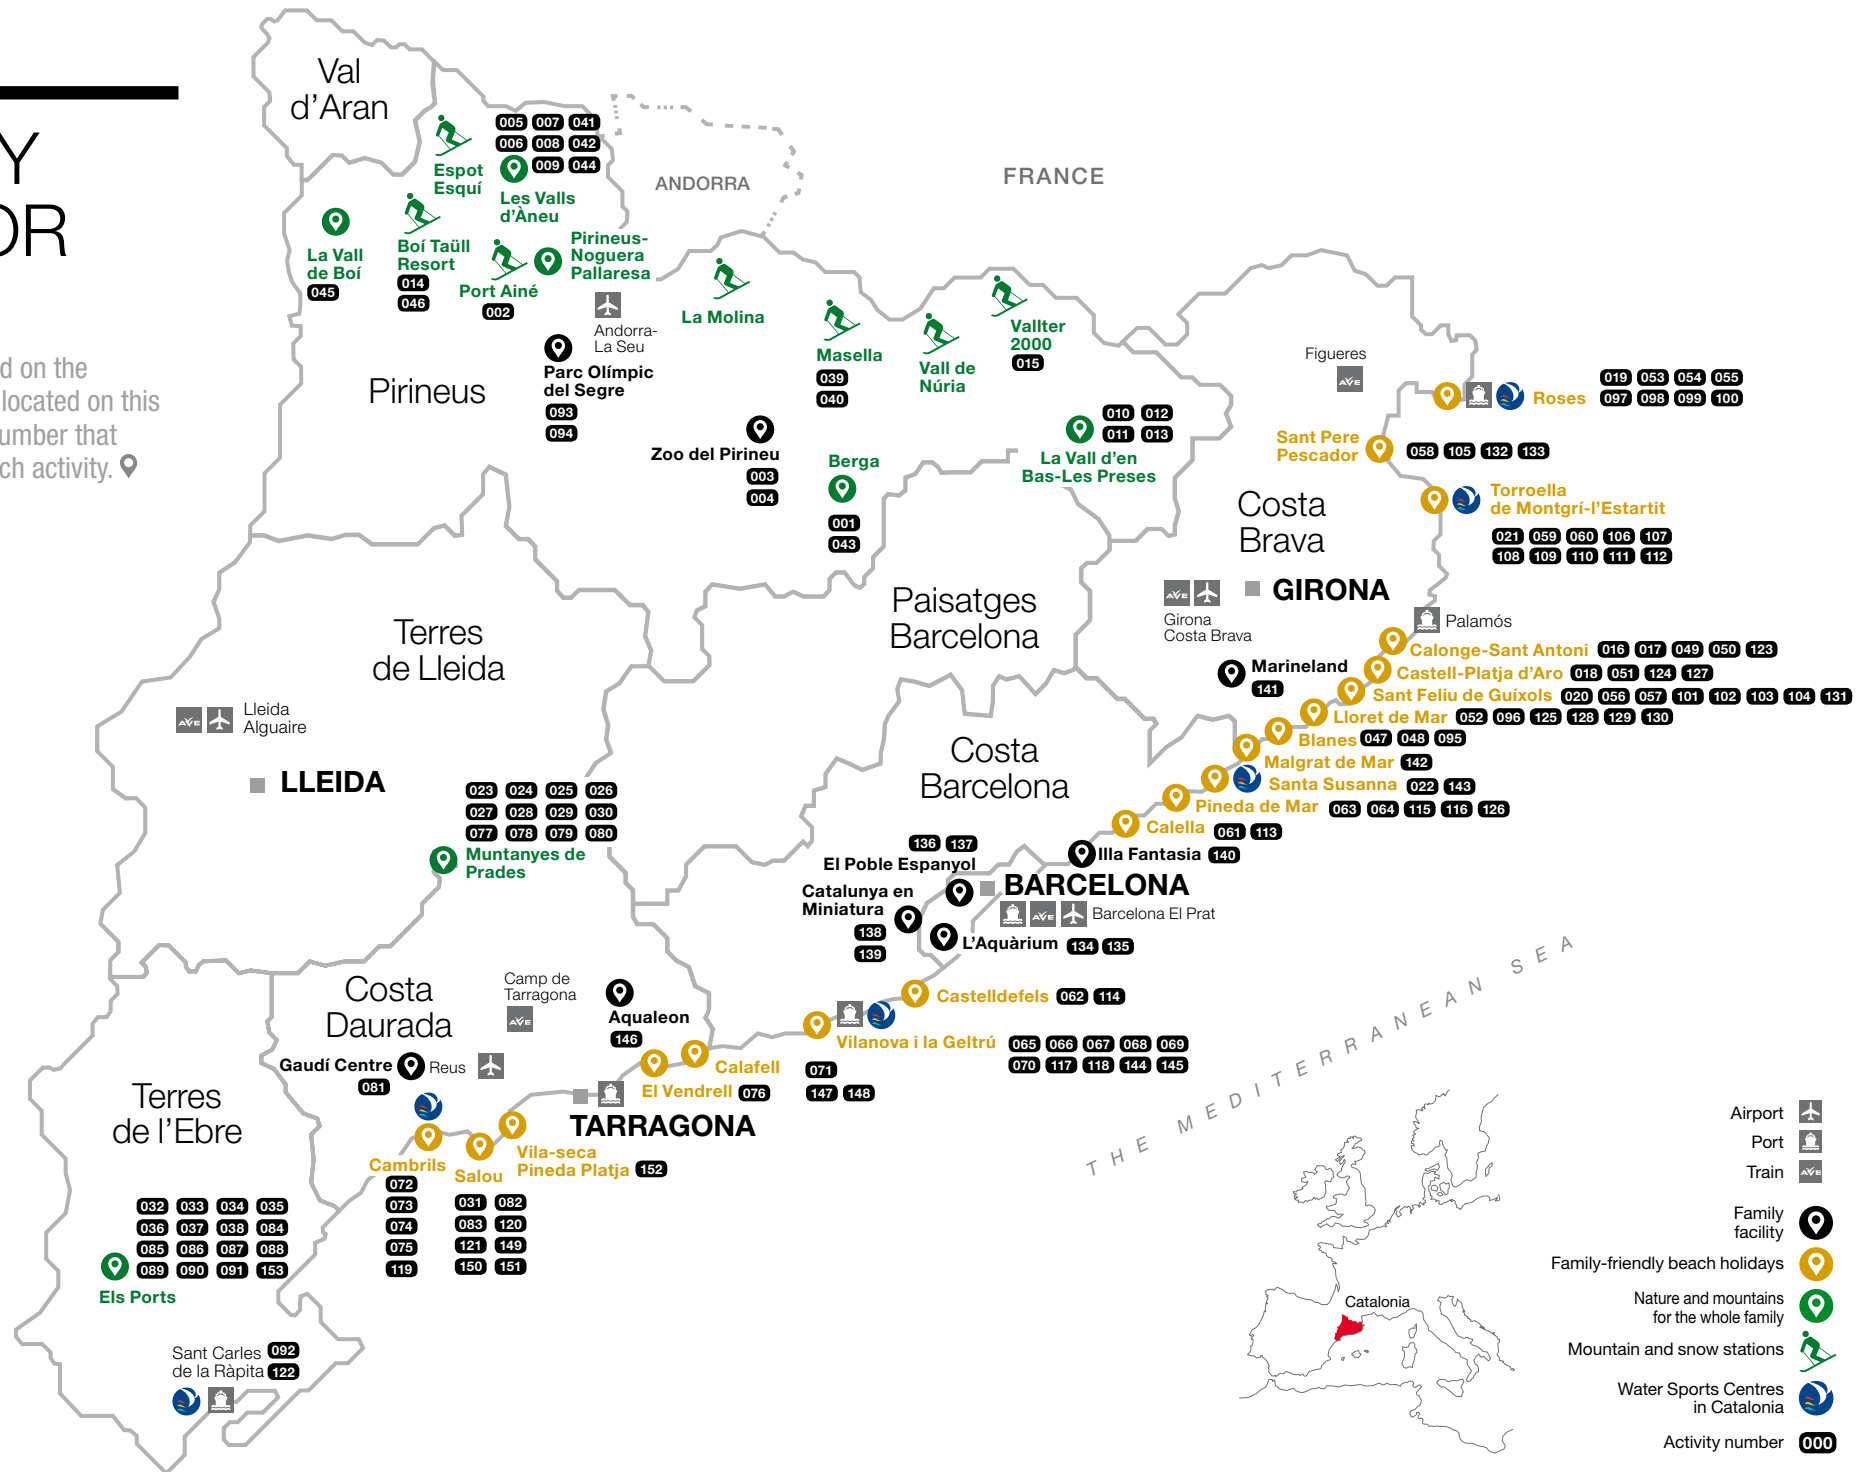 Y
OR
d on the
located on this
umber that
ch activity.
Val
d'Aran
Espot
Esquí
005 007 041
006 008 042
009 044
Les Valls
d'Àneu
ANDORRA
FRANCE
La Vall
de Boí
045
Boí Taüll
Resort
014
046
Port Ainé
002
Pirineus-
Noguera
Pallaresa
Andorra-
La Seu
La Molina
Masella
039
040
Vall de
Núria
Vallter
2000
015
Pirineus
Parc Olímpic
del Segre
093
094
Zoo del Pirineu
003
004
Berga
001
043
010 012
011 013
La Vall d'en
Bas-Les Preses
Figueres
AVE
Roses
019 053 054 055
097 098 099 100
Sant Pere
Pescador
058 105 132 133
Costa
Brava
Torroella
de Montgrí-l'Estartit
021 059 060 106 107
108 109 110 111 112
AVE
Girona
Costa Brava
GIRONA
Palamós
Marineland
141
Calonge-Sant Antoni 016 017 049 050 123
Castell-Platja d'Aro 018 051 124 127
Sant Feliu de Guíxols 020 056 057 101 102 103 104 131
Lloret de Mar 052 096 125 128 129 130
Blanes 047 048 095
Malgrat de Mar 142
Santa Susanna 022 143
Pineda de Mar 063 064 115 116 126
Calella 061 113
Illa Fantasia 140
Paisatges
Barcelona
Terres
de Lleida
AVE
Lleida
Alguaire
LLEIDA
023 024 025 026
027 028 029 030
077 078 079 080
Muntanyes de
Prades
Costa
Barcelona
136 137
El Poble Espanyol
BARCELONA
AVE
Barcelona El Prat
Catalunya en
Miniatura
138
139
L'Aquàrium 134 135
Castelldefels 062 114
Vilanova i la Geltrú
065 066 067 068 069
070 117 118 144 145
Costa
Daurada
Camp de
Tarragona
AVE
Aqualeon
146
Gaudí Centre
081
Reus
Calafell
071
147 148
El Vendrell 076
TARRAGONA
Vila-seca
Pineda Platja 152
Cambrils
072
073
074
075
119
Salou
031 082
083 120
121 149
150 151
Terres
de l'Ebre
032 033 034 035
036 037 038 084
085 086 087 088
089 090 091 153
Els Ports
Sant Carles 092
de la Ràpita 122
THE MEDITERRANEAN SEA
Catalonia
Airport
Port
Train AVE
Family
facility
Family-friendly beach holidays
Nature and mountains
for the whole family
Mountain and snow stations
Water Sports Centres
in Catalonia
Activity number 000